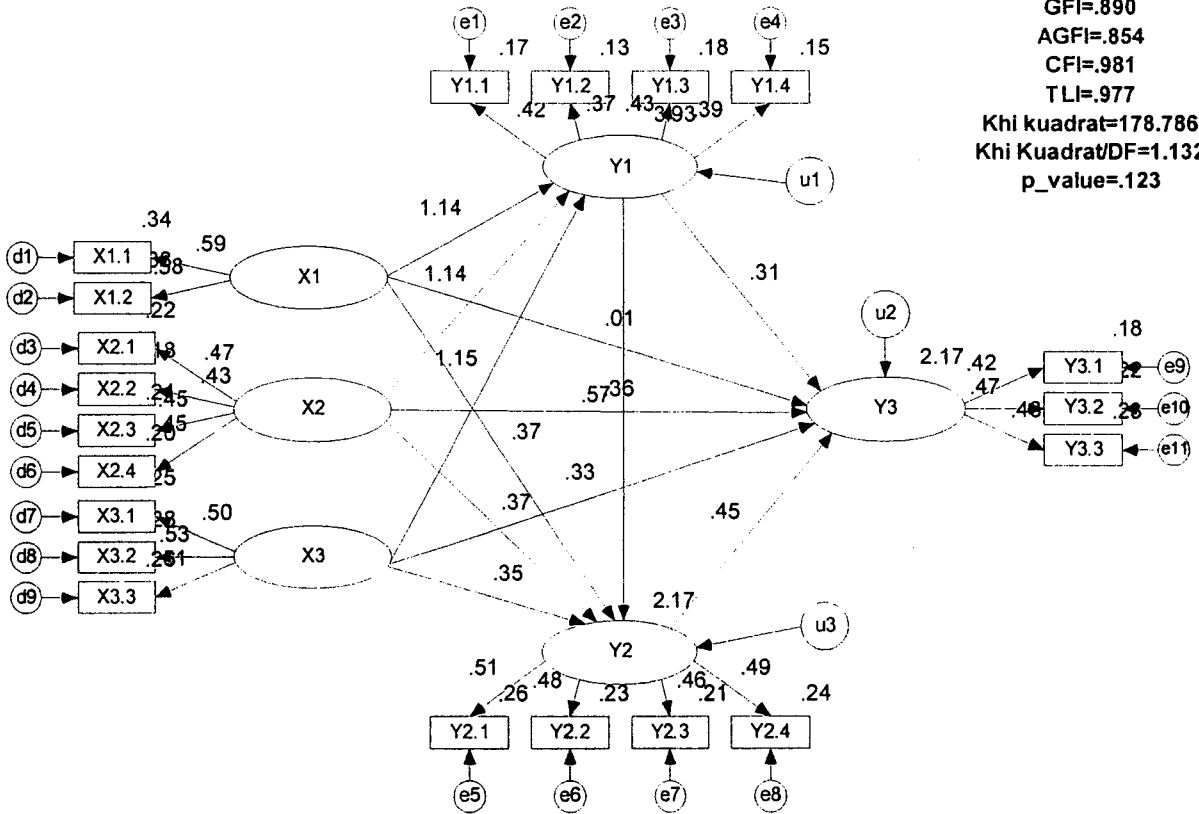 GFI=.890
AGFI=.854
CFI=.981
TLI=.977
Khi kuadrat=178.786
Khi Kuadrat/DF=1.132
p_value=.123
e1 e2 e3 e4
.17 .13 .18 .15
Y1.1 Y1.2 Y1.3 Y1.4
.42 .37 .43 3.93 .39
Y1
u1
1.14
.34
.59
d1 X1.1
.58
X1
d2 X1.2
.22
1.14
.31
.01
u2
d3 X2.1
.47
1.15
2.17 .42 .18
Y3.1 e9
d4 X2.2
.43
.45
X2
.57 .36
Y3
.47
Y3.2 e10
d5 X2.3
.45
.20
.37
Y3.3 e11
d6 X2.4
.25
.33
.37
.45
d7 X3.1
.50
.53
d8 X3.2
X3
.35
d9 X3.3
2.17
u3
Y2
.51 .48 .46 .49
.26 .23 .21 .24
Y2.1 Y2.2 Y2.3 Y2.4
e5 e6 e7 e8